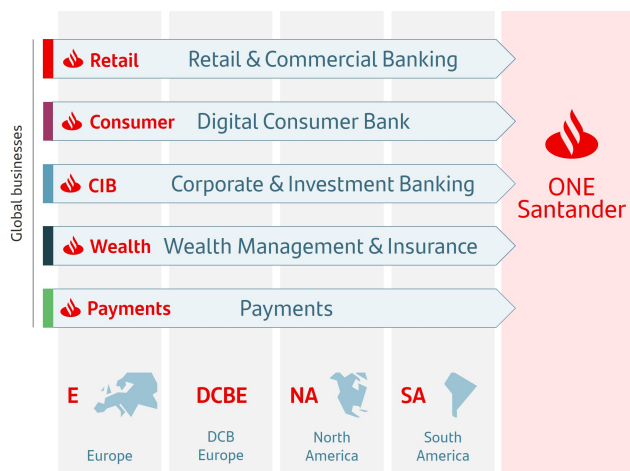 Global businesses
Retail Retail & Commercial Banking
Consumer Digital Consumer Bank
CIB Corporate & Investment Banking
Wealth Wealth Management & Insurance
Payments Payments
ONE
Santander
E
Europe
DCBE
DCB
Europe
NA
North
America
SA
South
America